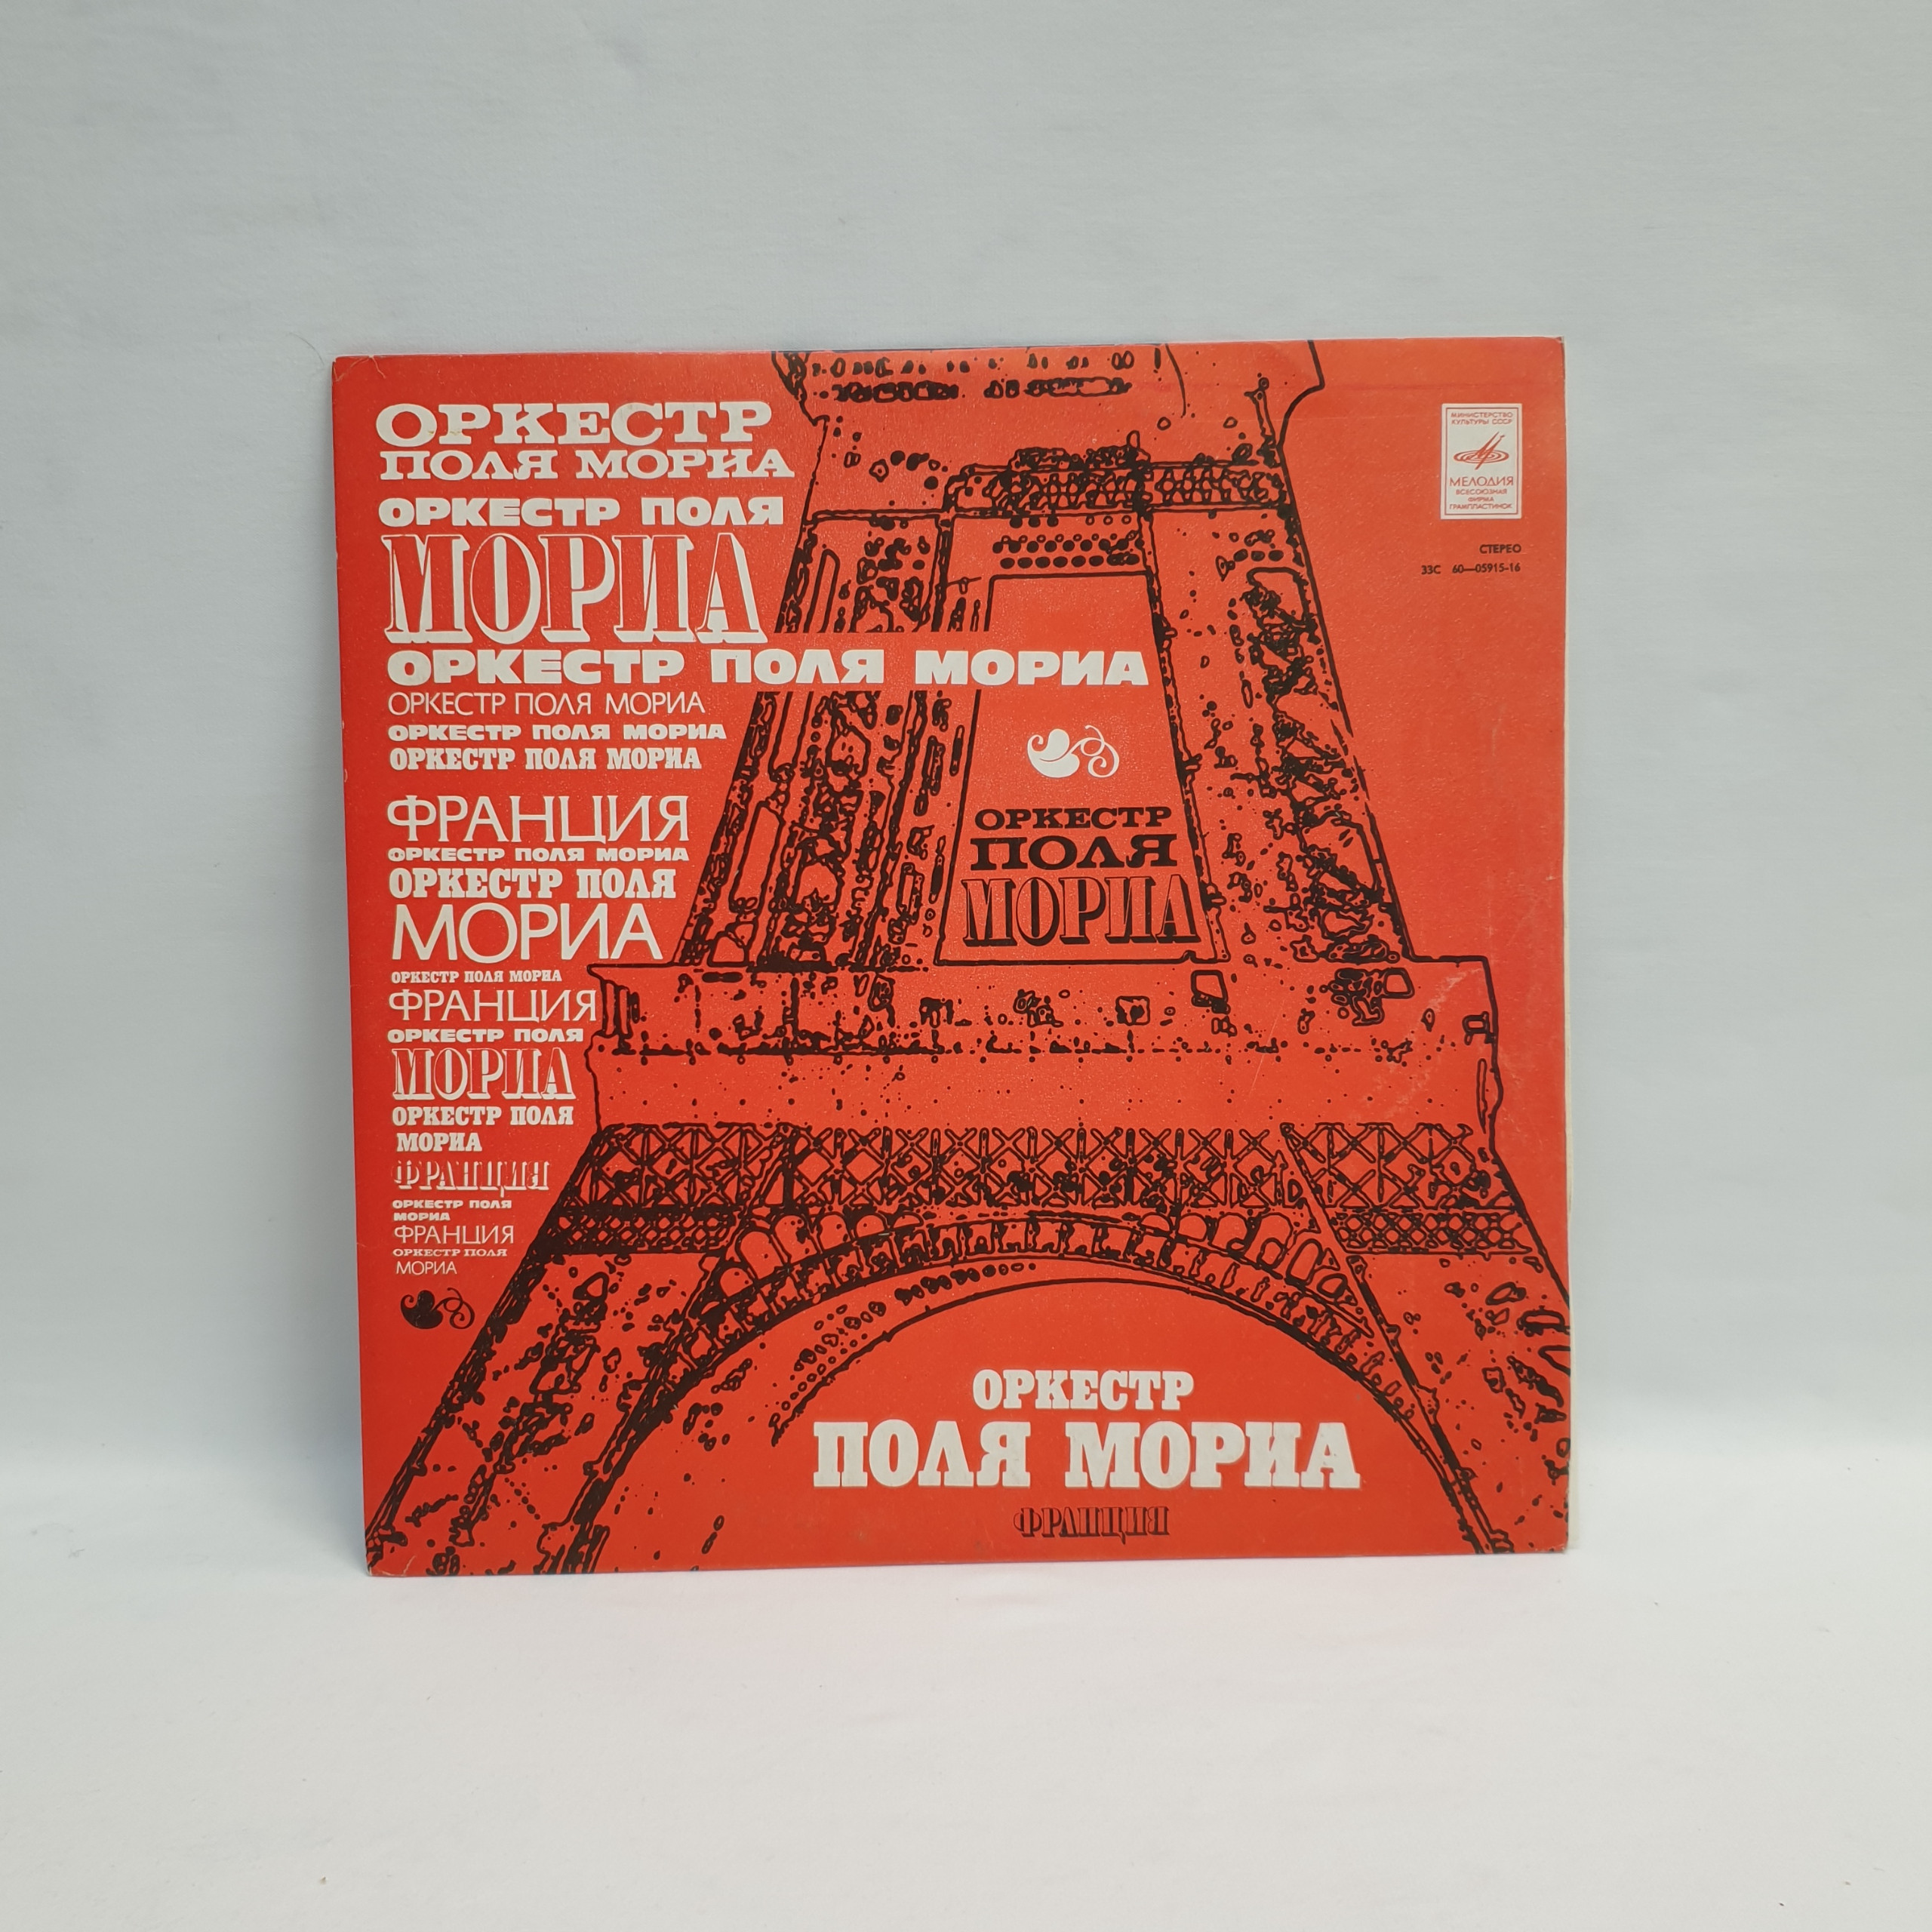 ОРКЕСТР
ПОЛЯ МОРИА
ОРКЕСТР ПОЛЯ
МОРИА
ОРКЕСТР ПОЛЯ МОРИА
ОРКЕСТР ПОЛЯ МОРИА
ОРКЕСТР ПОЛЯ МОРИА
ОРКЕСТР ПОЛЯ МОРИА
ФРАНЦИЯ
ОРКЕСТР ПОЛЯ МОРИА
ОРКЕСТР ПОЛЯ
МОРИА
ОРКЕСТР ПОЛЯ МОРИА
ФРАНЦИЯ
ОРКЕСТР ПОЛЯ
МОРИА
ОРКЕСТР ПОЛЯ
МОРИА
ФРАНЦИЯ
ОРКЕСТР ПОЛЯ
МОРИА
ФРАНЦИЯ
ОРКЕСТР ПОЛЯ
МОРИА
МИНИСТЕРСТВО
КУЛЬТУРЫ СССР
МЕЛОДИЯ
ВСЕСОЮЗНАЯ
ФИРМА
ГРАМПЛАСТИНОК
СТЕРЕО
33С 60—05915-16
ОРКЕСТР
ПОЛЯ
МОРИА
ОРКЕСТР
ПОЛЯ МОРИА
ФРАНЦИЯ